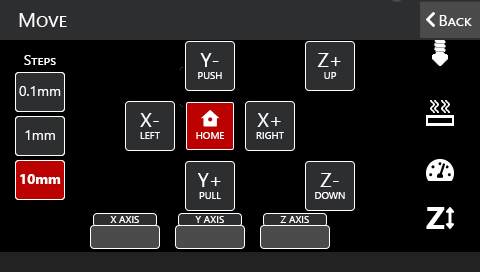 Move
Back
Steps
0.1mm
1mm
10mm
Y-
PUSH
Z+
UP
X-
LEFT
HOME
X+
RIGHT
Y+
PULL
Z-
DOWN
X AXIS
Y AXIS
Z AXIS
Z